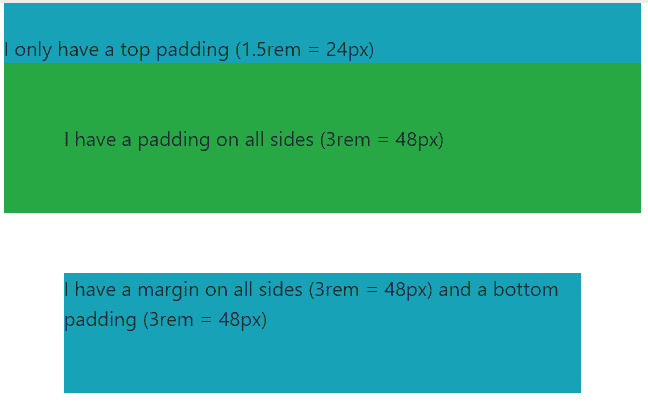 I only have a top padding (1.5rem = 24px)
I have a padding on all sides (3rem = 48px)
I have a margin on all sides (3rem = 48px) and a bottom
padding (3rem = 48px)